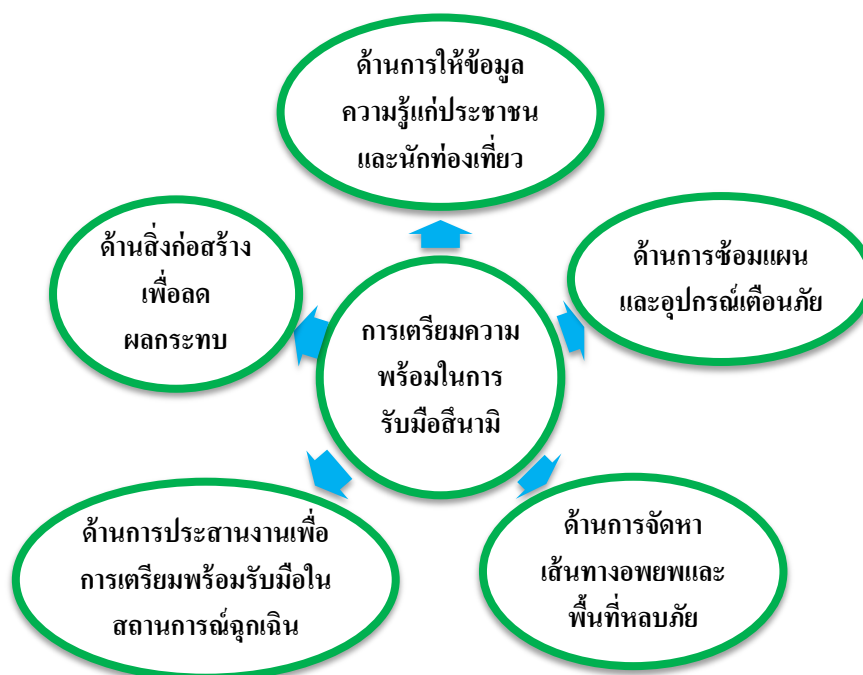 ด้านการให้ข้อมูล
ความรู้แก่ประชาชน
และนักท่องเที่ยว
ด้านสิ่งก่อสร้าง
เพื่อลด
ผลกระทบ
ด้านการซ้อมแผน
และอุปกรณ์เตือนภัย
การเตรียมความ
พร้อมในการ
รับมือสึนามิ
ด้านการประสานงานเพื่อ
การเตรียมพร้อมรับมือใน
สถานการณ์ฉุกเฉิน
ด้านการจัดหา
เส้นทางอพยพและ
พื้นที่หลบภัย